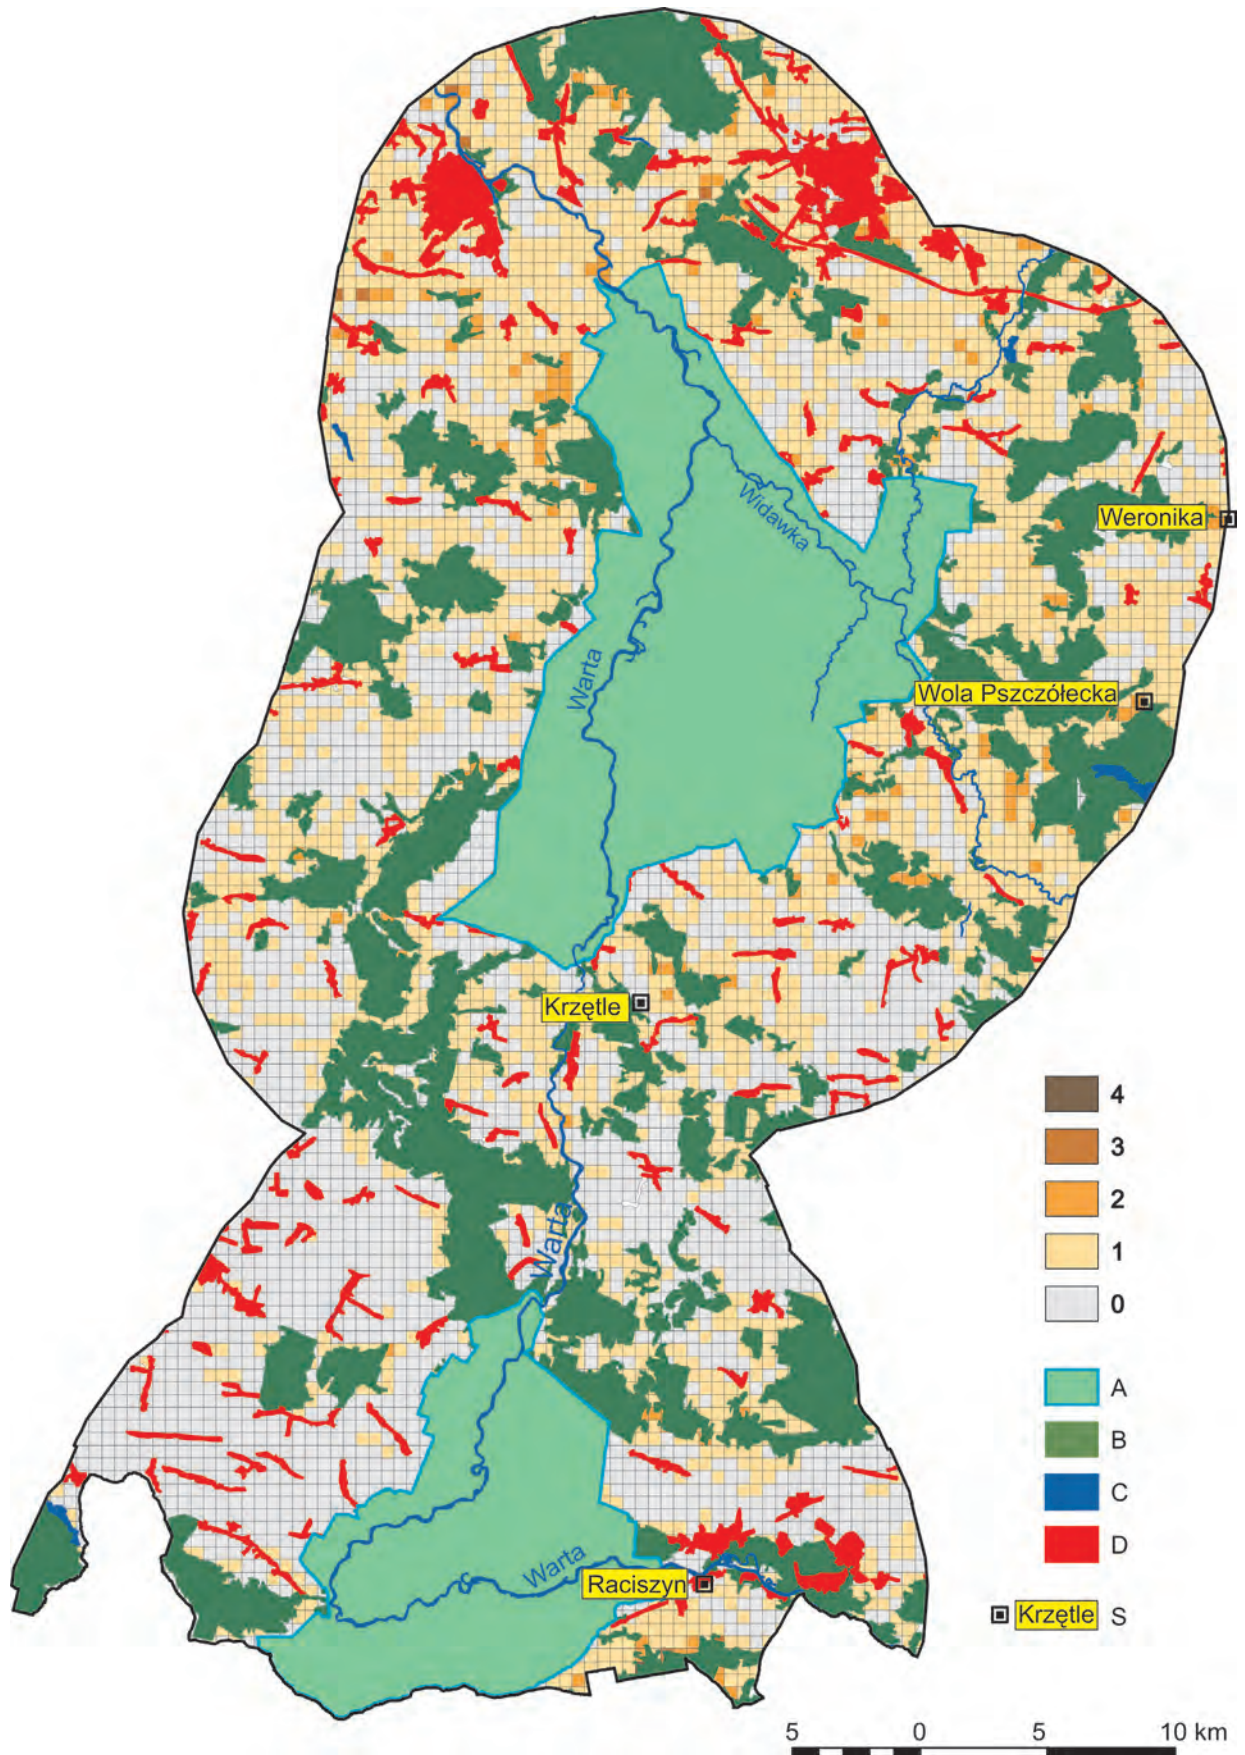 Widawka
Weronika
Warta
Wola Pszczółecka
Krzętle
4
3
2
1
Warta
0
A
B
C
D
Warta
Raciszyn
Krzętle S
5 0 5 10 km